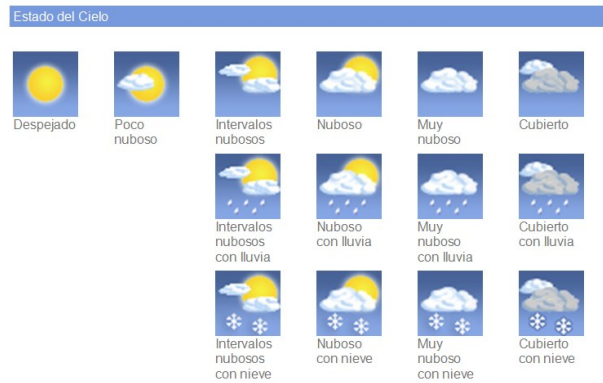 Estado del Cielo
Despejado
Poco
nuboso
Intervalos
nubosos
Nuboso
Muy
nuboso
Cubierto
Intervalos
nubosos
con lluvia
Nuboso
con lluvia
Muy
nuboso
con lluvia
Cubierto
con lluvia
Intervalos
nubosos
con nieve
Nuboso
con nieve
Muy
nuboso
con nieve
Cubierto
con nieve